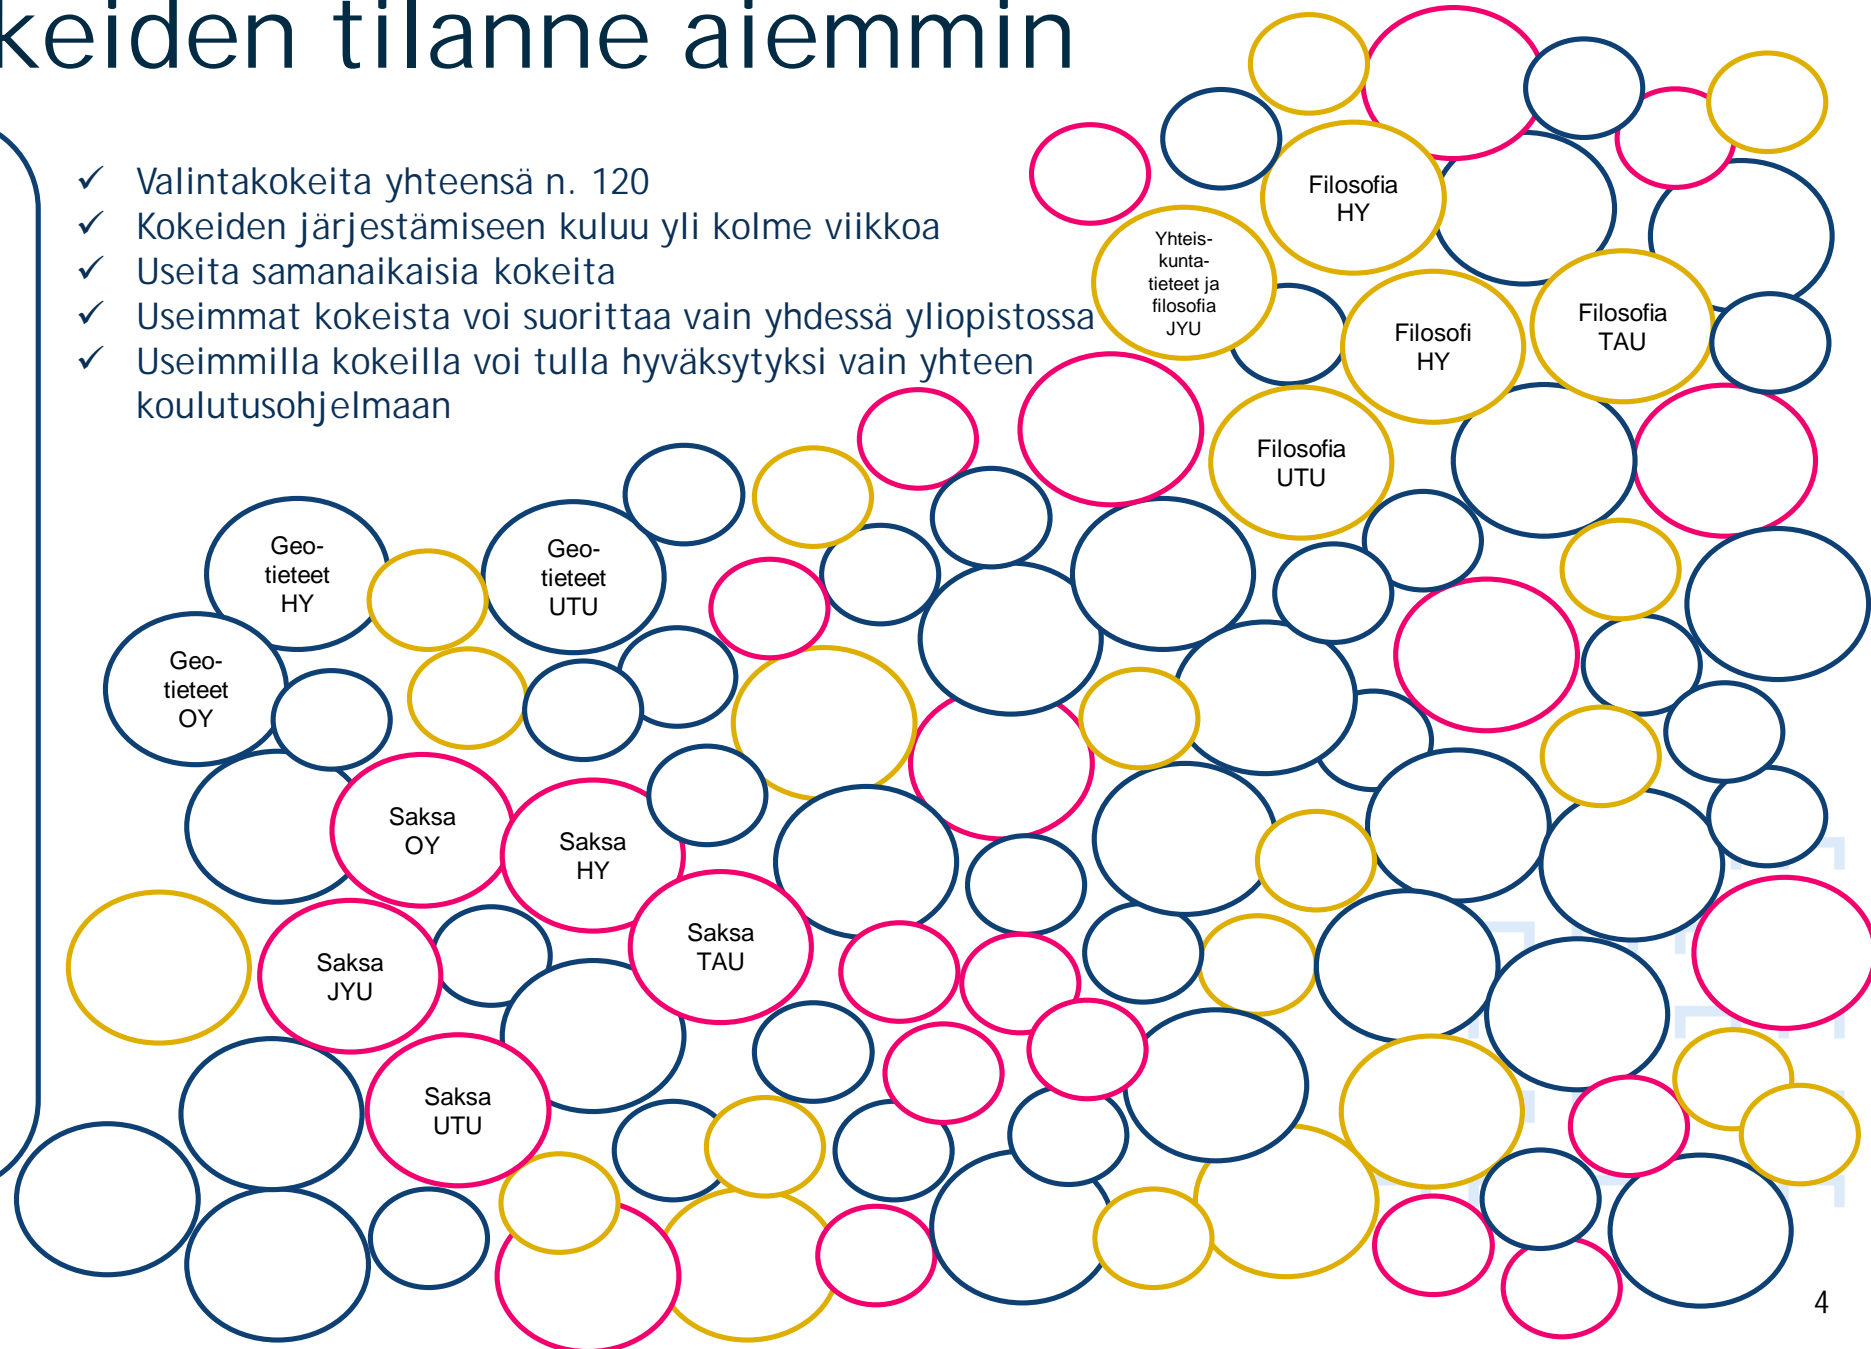 keiden tilanne aiemmin
✓ Valintakokeita yhteensä n. 120
✓ Kokeiden järjestämiseen kuluu yli kolme viikkoa
✓ Useita samanaikaisia kokeita
✓ Useimmat kokeista voi suorittaa vain yhdessä yliopistossa
✓ Useimmilla kokeilla voi tulla hyväksytyksi vain yhteen
koulutusohjelmaan
Filosofia
HY
Yhteis-
kunta-
tieteet ja
filosofia
JYU
Filosofi
HY
Filosofia
TAU
Filosofia
UTU
Geo-
tieteet
HY
Geo-
tieteet
UTU
Geo-
tieteet
OY
Saksa
OY
Saksa
HY
Saksa
TAU
Saksa
JYU
Saksa
UTU
4